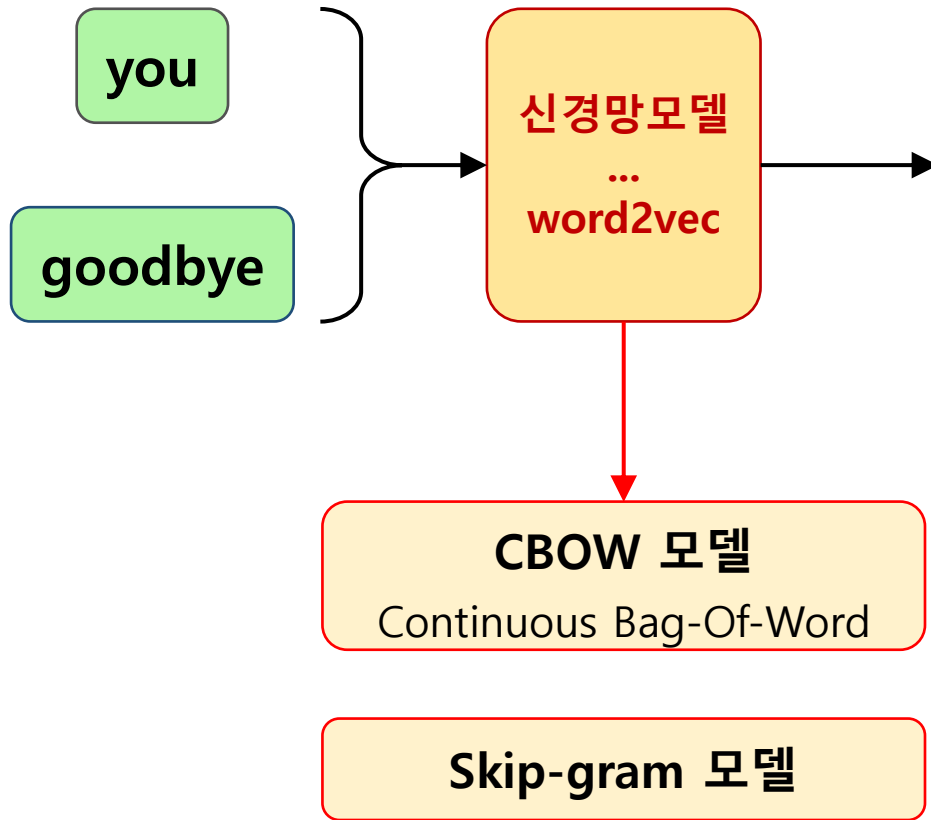 you
goodbye
신경망모델
...
word2vec
CBOW 모델
Continuous Bag-Of-Word
Skip-gram 모델